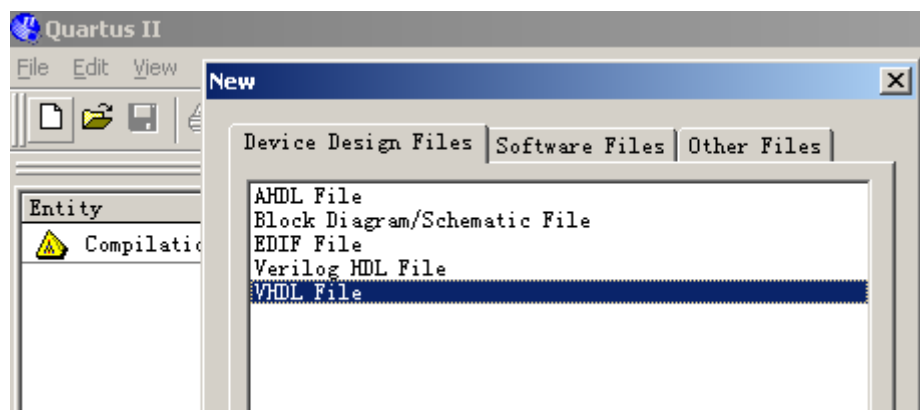 Quartus II
File Edit View
New
Device Design Files Software Files Other Files
Entity
Compilatio
AHDL File
Block Diagram/Schematic File
EDIF File
Verilog HDL File
VHDL File